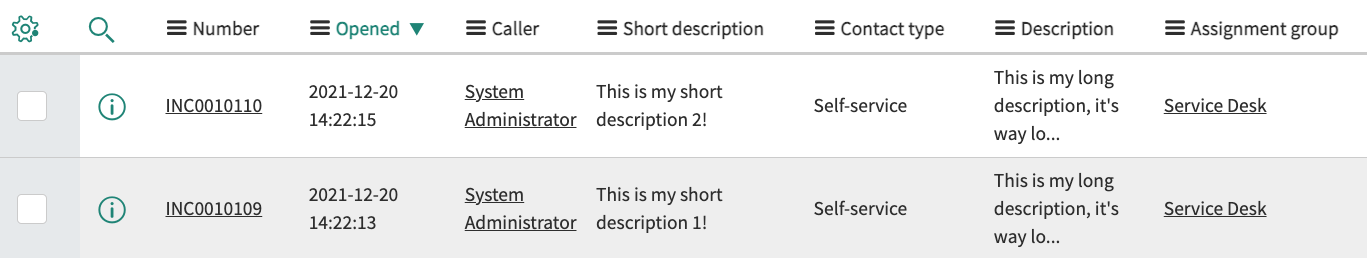 Number Opened ▼ Caller Short description Contact type Description Assignment group
INC0010110
2021-12-20
14:22:15
System
Administrator
This is my short
description 2!
Self-service
This is my long
description, it's
way lo...
Service Desk
INC0010109
2021-12-20
14:22:13
System
Administrator
This is my short
description 1!
Self-service
This is my long
description, it's
way lo...
Service Desk